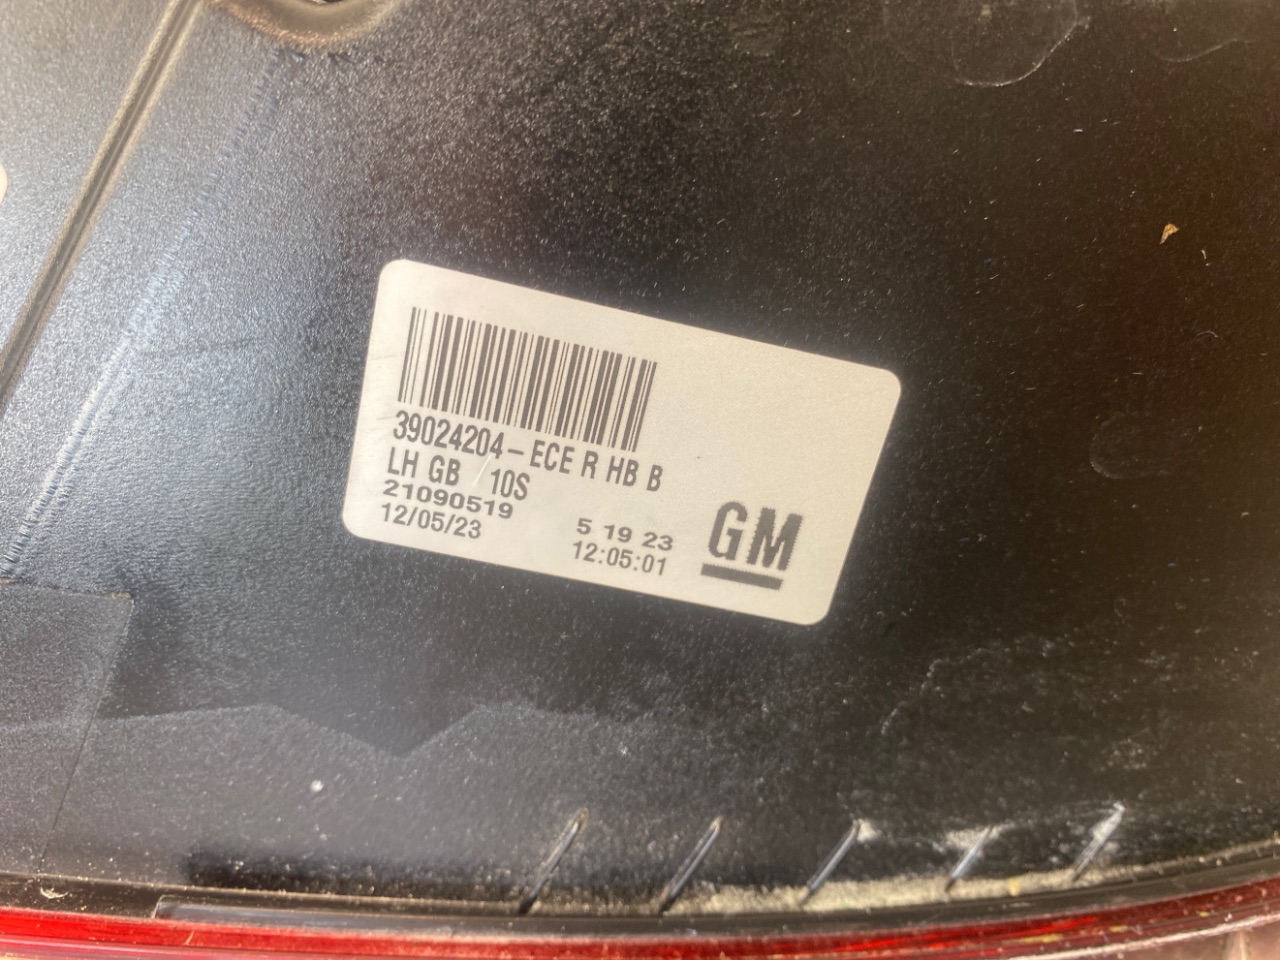 39024204-ECE R HB B
LH GB 10S
21090519
12/05/23
5 19 23
12:05:01
GM